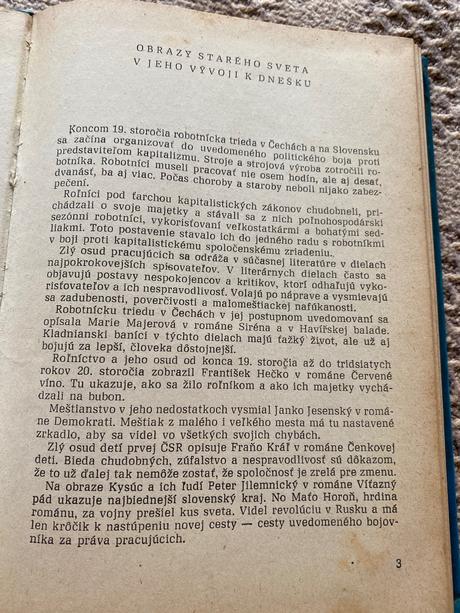 OBRAZY STARÉHO SVETA
V JEHO VÝVOJI K DNEŠKU
Koncom 19. storočia robotnícka trieda v Čechách a na Slovensku
sa začína organizovať do uvedomeného politického boja proti
predstaviteľom kapitalizmu. Stroje a strojová výroba zotročili ro-
botníka. Robotníci museli pracovať nie osem hodín, ale aj desať,
dvanásť, ba aj viac. Počas choroby a staroby neboli nijako zabez-
pečení.
Roľníci pod ťarchou kapitalistických zákonov chudobneli, pri-
chádzali o svoje majetky a stávali sa z nich poľnohospodárski
sezónni robotníci, vykorisťovaní veľkostatkármi a bohatými sed-
liakmi. Toto postavenie stavalo ich do jedného radu s robotníkmi
v boji proti kapitalistickému spoločenskému zriadeniu.
Zlý osud pracujúcich sa odráža v súčasnej literatúre v dielach
najpokrokovejších spisovateľov. V literárnych dielach často sa
objavujú postavy nespokojencov a kritikov, ktorí odhaľujú vyko-
risťovateľov a ich nespravodlivosť. Volajú po náprave a vysmievajú
sa zadubenosti, poverčivosti a malomeštiackej nafúkanosti.
Robotnícku triedu v Čechách v jej postupnom uvedomovaní sa
opísala Marie Majerová v románe Siréna a v Havířskej balade.
Kladnianski baníci v týchto dielach majú ťažký život, ale už aj
bojujú za lepší, človeka dôstojnejší.
Roľníctvo a jeho osud od konca 19. storočia až do tridsiatych
rokov 20. storočia zobrazil František Hečko v románe Červené
víno. Tu ukazuje, ako sa žilo roľníkom a ako ich majetky vychá-
dzali na bubon.
Meštianstvo v jeho nedostatkoch vysmial Janko Jesenský v romá-
ne Demokrati. Meštiak z malého i veľkého mesta má tu nastavené
zrkadlo, aby sa videl vo všetkých svojich chybách.
Zlý osud detí prvej ČSR opisuje Fraňo Kráľ v románe Čenkovej
deti. Bieda chudobných, zúfalstvo a nespravodlivosť sú dôkazom,
že to už ďalej tak nemôže zostať, že spoločnosť je zrelá pre zmenu.
Na obraze Kysúc a ich ľudí Peter Jilemnický v románe Víťazný
pád ukazuje najbiednejší slovenský kraj. No Maťo Horoň, hrdina
románu, za vojny prešiel kus sveta. Videl revolúciu v Rusku a má
len krôčik k nastúpeniu novej cesty — cesty uvedomeného bojov-
níka za práva pracujúcich.
3